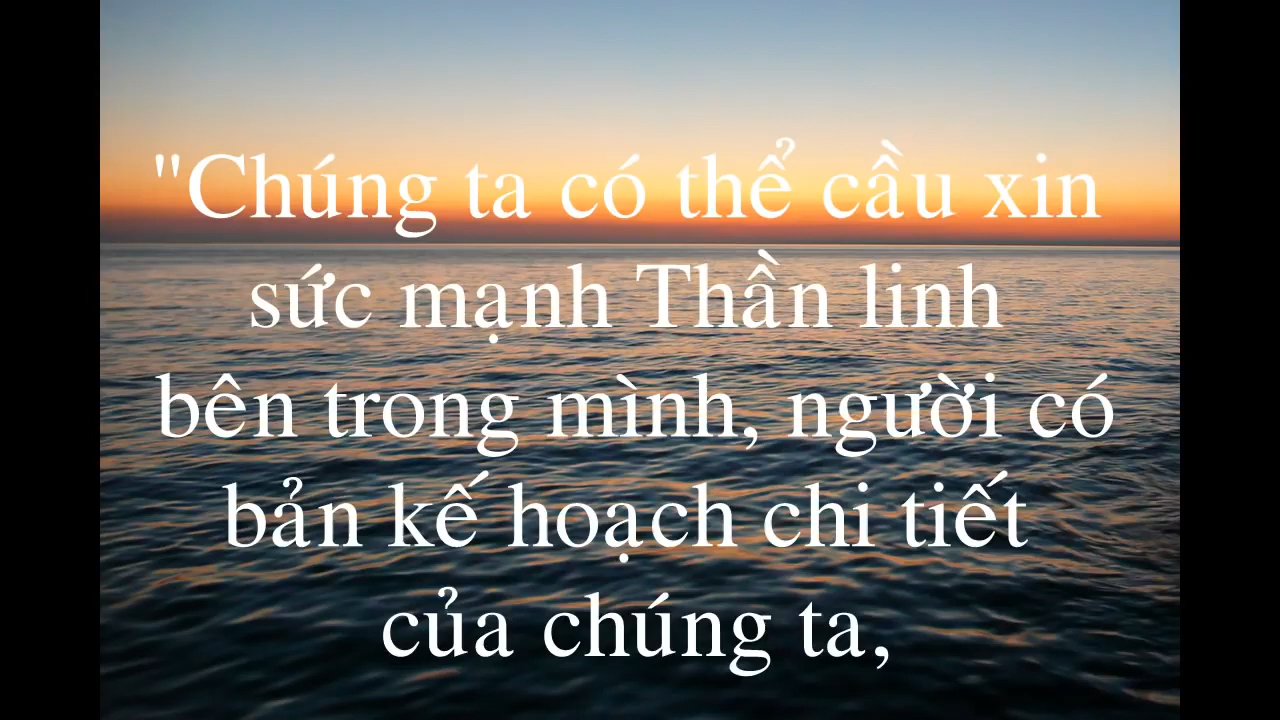 "Chúng ta có thể cầu xin
sức mạnh Thần linh
bên trong mình, người có
bản kế hoạch chi tiết
của chúng ta,